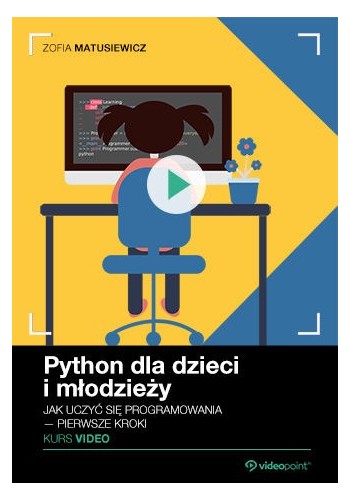 ZOFIA MATUSIEWICZ
Python dla dzieci
i młodzieży
JAK UCZYĆ SIĘ PROGRAMOWANIA
— PIERWSZE KROKI
KURS VIDEO
videopoint